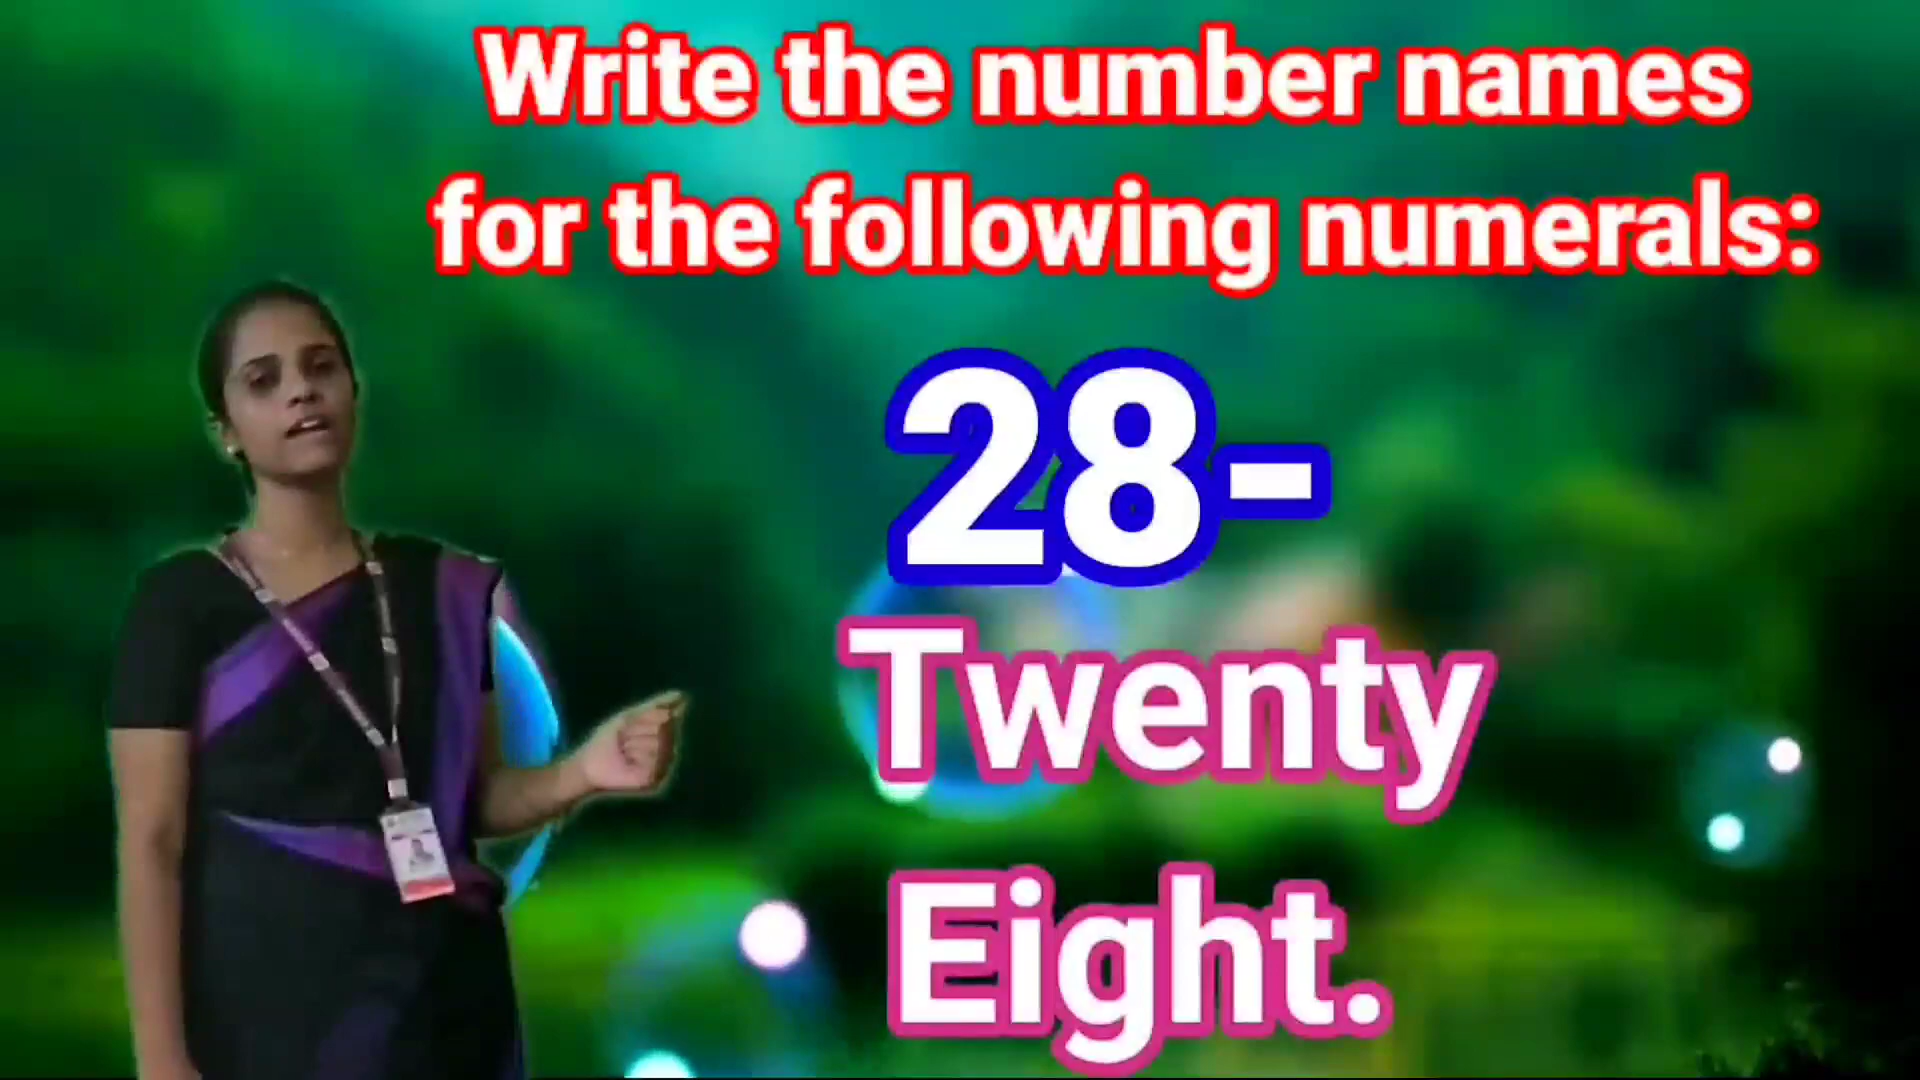 Write the number names
for the following numerals:
28-
Twenty
Eight.